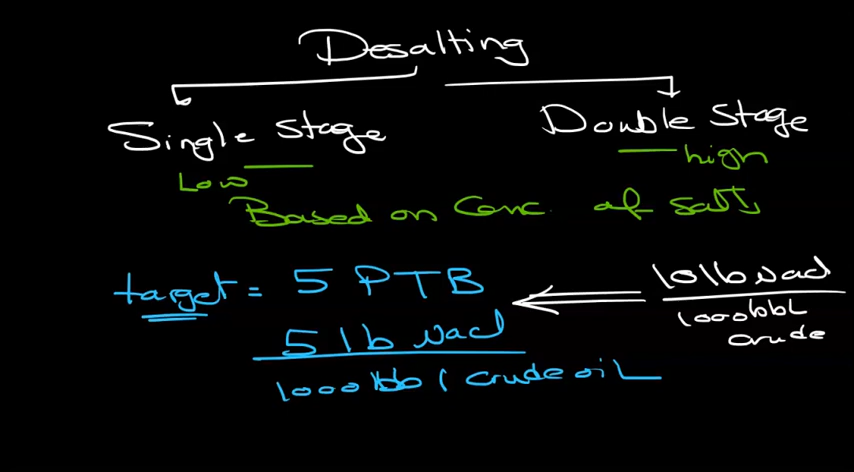 Desalting
Single Stage
Double Stage
Low
high
Based on Conc. of salts
target = 5 PTB
5 lb Nacl
1000 bbl crude oil
10 lb Nacl
1000 bbL
crude